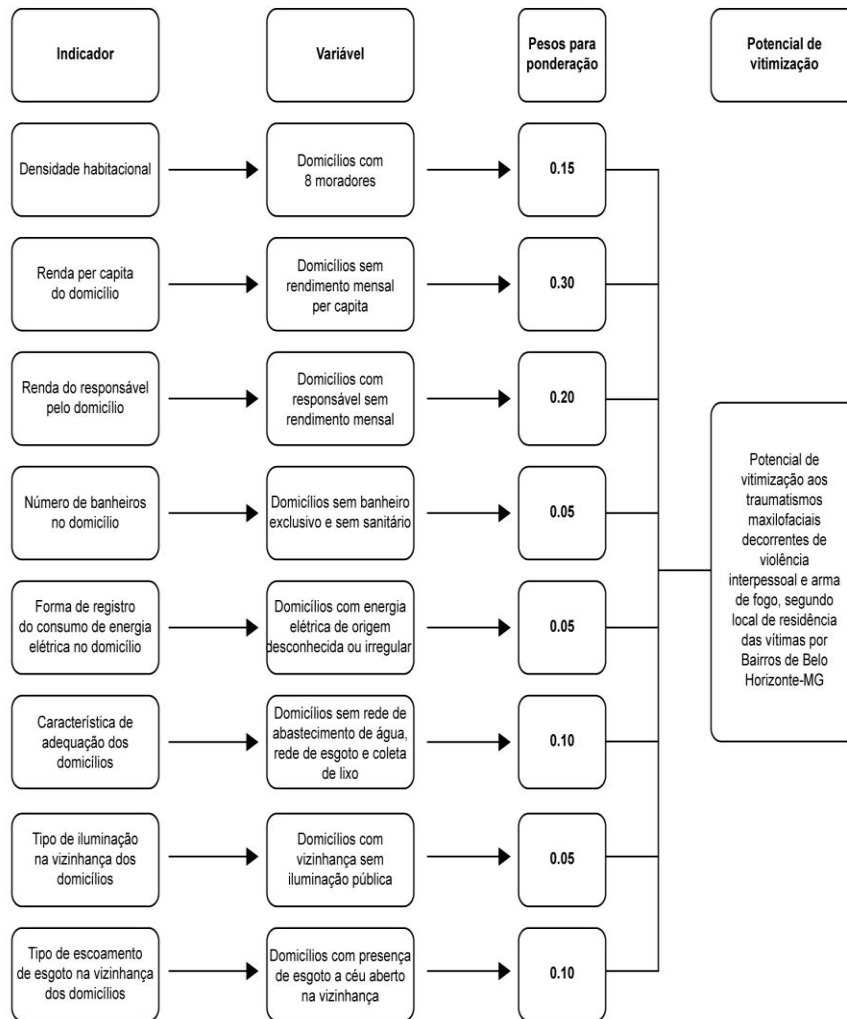 Indicador
Variável
Pesos para
ponderação
Potencial de
vitimização
Densidade habitacional
Domicílios com
8 moradores
0.15
Renda per capita
do domicílio
Domicílios sem
rendimento mensal
per capita
0.30
Renda do responsável
pelo domicílio
Domicílios com
responsável sem
rendimento mensal
0.20
Número de banheiros
no domicílio
Domicílios sem banheiro
exclusivo e sem sanitário
0.05
Forma de registro
do consumo de energia
elétrica no domicílio
Domicílios com energia
elétrica de origem
desconhecida ou irregular
0.05
Característica de
adequação dos
domicílios
Domicílios sem rede de
abastecimento de água,
rede de esgoto e coleta
de lixo
0.10
Tipo de iluminação
na vizinhança dos
domicílios
Domicílios com
vizinhança sem
iluminação pública
0.05
Tipo de escoamento
de esgoto na vizinhança
dos domicílios
Domicílios com presença
de esgoto a céu aberto
na vizinhança
0.10
Potencial de
vitimização aos
traumatismos
maxilofaciais
decorrentes de
violência
interpessoal e arma
de fogo, segundo
local de residência
das vítimas por
Bairros de Belo
Horizonte-MG